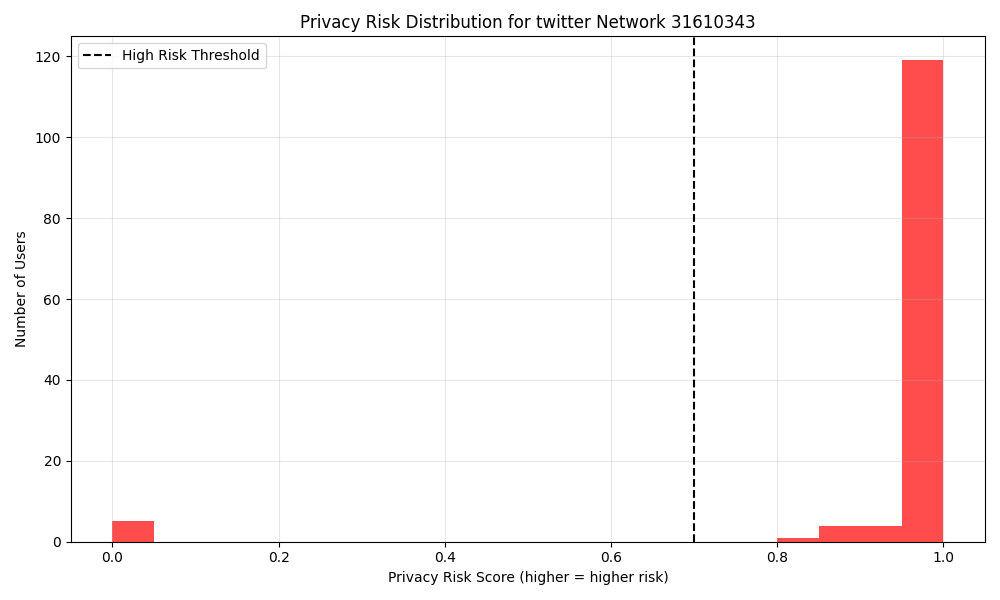 Privacy Risk Distribution for twitter Network 31610343
High Risk Threshold
120
100
80
60
40
20
0
Number of Users
0.0 0.2 0.4 0.6 0.8 1.0
Privacy Risk Score (higher = higher risk)